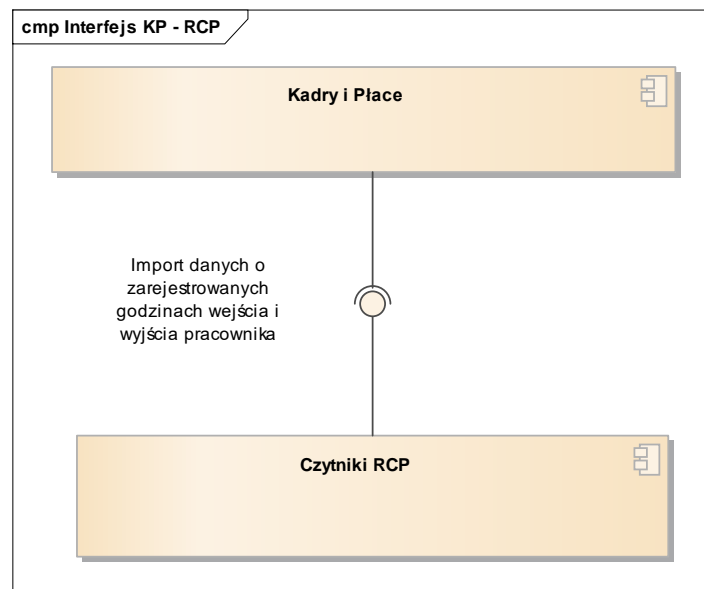 cmp Interfejs KP - RCP
Kadry i Płace
Import danych o
zarejestrowanych
godzinach wejścia i
wyjścia pracownika
Czytniki RCP